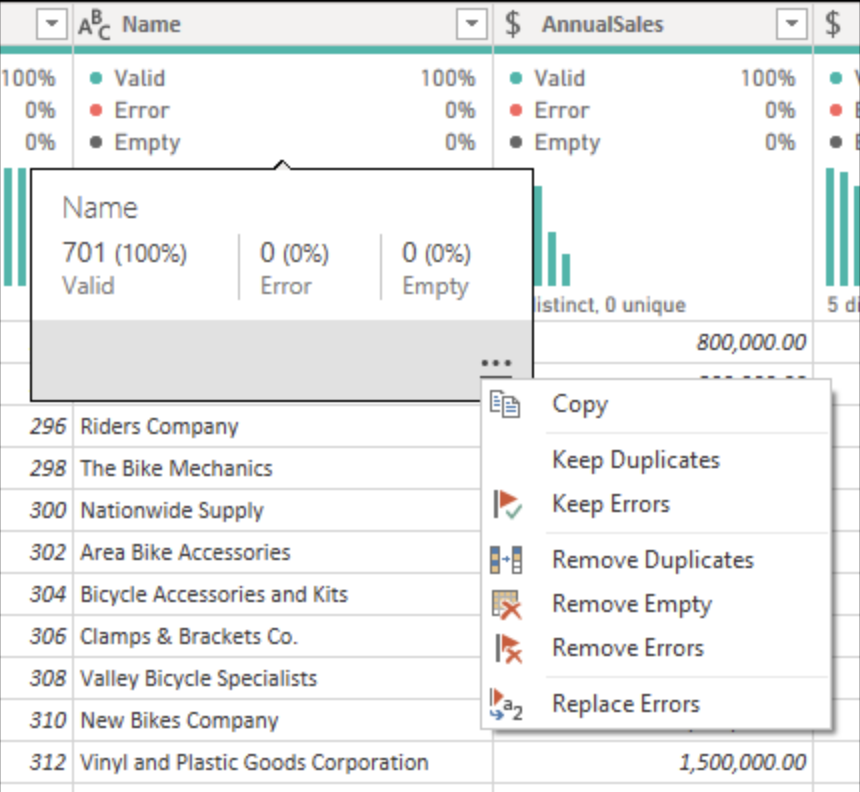 ABC Name $ AnnualSales $
100% Valid 100% Valid 100%
0% Error 0% Error 0%
0% Empty 0% Empty 0%
Name
701 (100%) 0 (0%) 0 (0%)
Valid Error Empty
istinct, 0 unique 5 di
800,000.00
Copy
296 Riders Company
298 The Bike Mechanics
Keep Duplicates
300 Nationwide Supply
Keep Errors
302 Area Bike Accessories
Remove Duplicates
304 Bicycle Accessories and Kits
Remove Empty
306 Clamps & Brackets Co.
Remove Errors
308 Valley Bicycle Specialists
Replace Errors
310 New Bikes Company
312 Vinyl and Plastic Goods Corporation 1,500,000.00